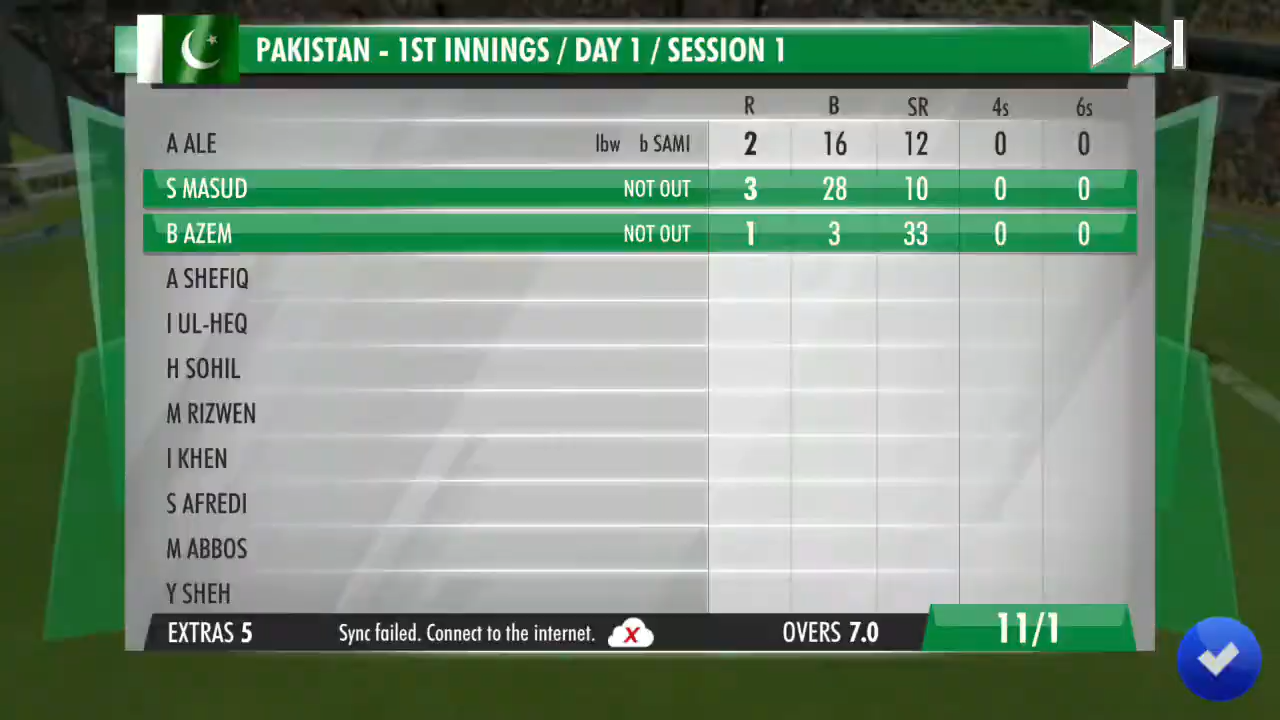 PAKISTAN - 1ST INNINGS / DAY 1 / SESSION 1
R B SR 4s 6s
A ALE lbw b SAMI 2 16 12 0 0
S MASUD NOT OUT 3 28 10 0 0
B AZEM NOT OUT 1 3 33 0 0
A SHEFIQ
I UL-HEQ
H SOHIL
M RIZWEN
I KHEN
S AFREDI
M ABBOS
Y SHEH
EXTRAS 5 Sync failed. Connect to the internet. X OVERS 7.0 11/1